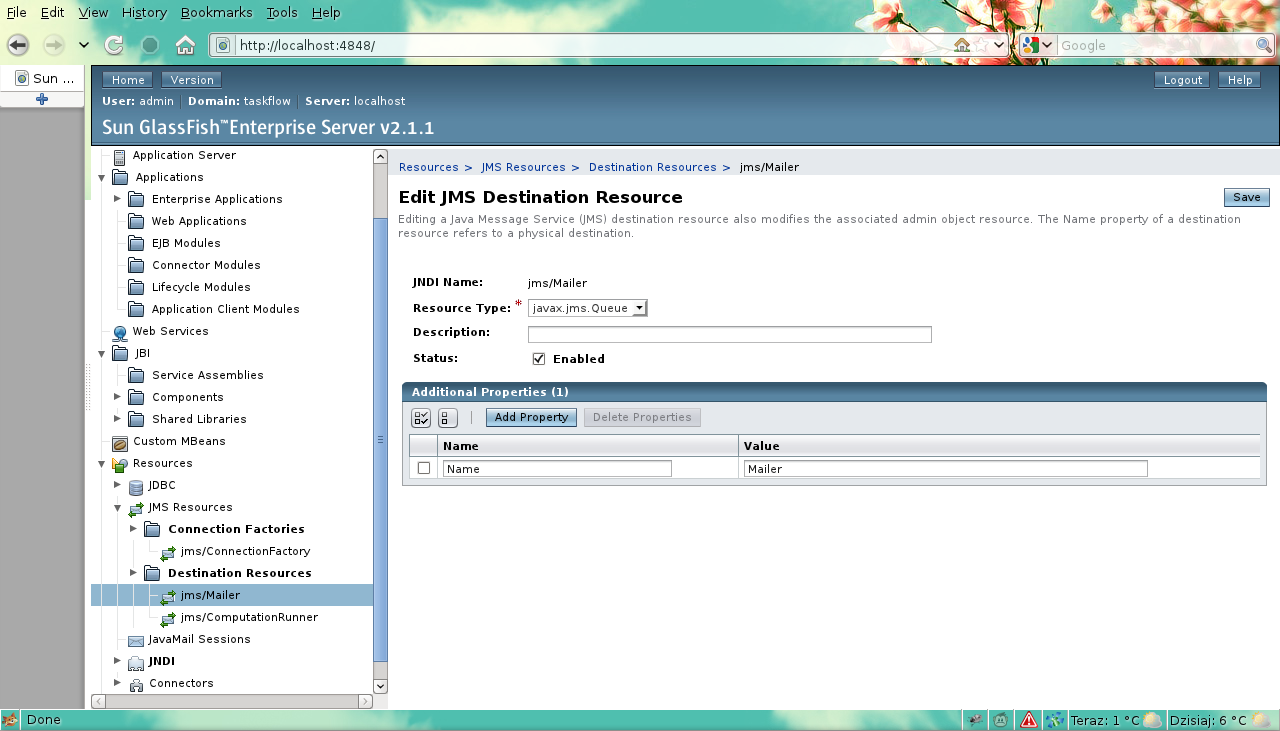 File Edit View History Bookmarks Tools Help
http://localhost:4848/
Google
Sun ...
Home Version Logout Help
User: admin Domain: taskflow Server: localhost
Sun GlassFish™ Enterprise Server v2.1.1
Application Server
Applications
Enterprise Applications
Web Applications
EJB Modules
Connector Modules
Lifecycle Modules
Application Client Modules
Web Services
JBI
Service Assemblies
Components
Shared Libraries
Custom MBeans
Resources
JDBC
JMS Resources
Connection Factories
jms/ConnectionFactory
Destination Resources
jms/Mailer
jms/ComputationRunner
JavaMail Sessions
JNDI
Connectors
Resources > JMS Resources > Destination Resources > jms/Mailer
Edit JMS Destination Resource
Save
Editing a Java Message Service (JMS) destination resource also modifies the associated admin object resource. The Name property of a destination
resource refers to a physical destination.
JNDI Name: jms/Mailer
Resource Type: * javax.jms.Queue
Description:
Status: Enabled
Additional Properties (1)
Add Property Delete Properties
Name Value
Name Mailer
Done
Teraz: 1 °C Dzisiaj: 6 °C